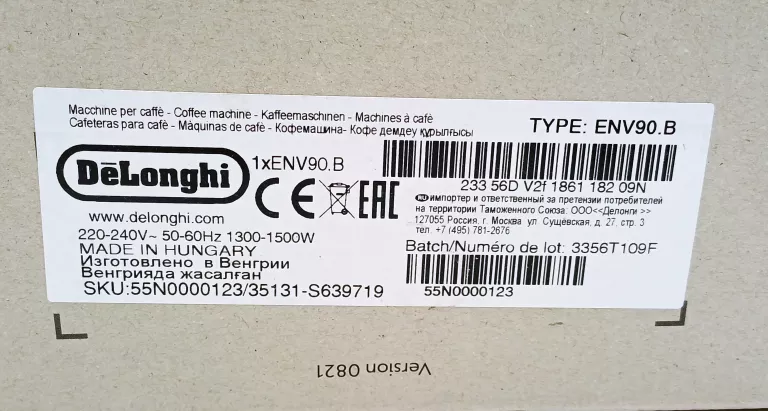 Macchine per caffè - Coffee machine - Kaffeemaschinen - Machines à café
Cafeteras para café - Máquinas de café - Кофемашина- Кофе демдеу құрылғысы
TYPE: ENV90.B
DeLonghi
1xENV90.B
CE EAC
233 56D V2f 1861 182 09N
RU импортер и ответственный за претензии потребителей
на территории Таможенного Союза: ООО<<Делонги >>
127055 Россия, г. Москва ул. Сущёвская, д. 27, стр. 3
тел. +7 (495) 781-2676
www.delonghi.com
220-240V~ 50-60Hz 1300-1500W
MADE IN HUNGARY
Изготовлено в Венгрии
Венгрияда жасалған
SKU:55N0000123/35131-S639719
Batch/Numéro de lot: 3356T109F
55N0000123
Version 0821